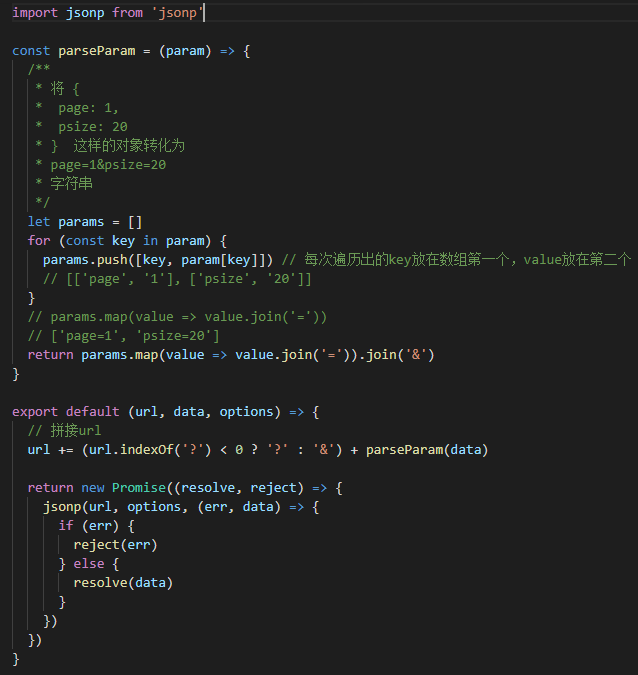 import jsonp from 'jsonp'
const parseParam = (param) => {
/**
* 将 {
*  page: 1,
*  psize: 20
* }  这样的对象转化为
* page=1&psize=20
* 字符串
*/
let params = []
for (const key in param) {
params.push([key, param[key]]) // 每次遍历出的key放在数组第一个，value放在第二个
// [['page', '1'], ['psize', '20']]
}
// params.map(value => value.join('='))
// ['page=1', 'psize=20']
return params.map(value => value.join('=')).join('&')
}
export default (url, data, options) => {
// 拼接url
url += (url.indexOf('?') < 0 ? '?' : '&') + parseParam(data)
return new Promise((resolve, reject) => {
jsonp(url, options, (err, data) => {
if (err) {
reject(err)
} else {
resolve(data)
}
})
})
}